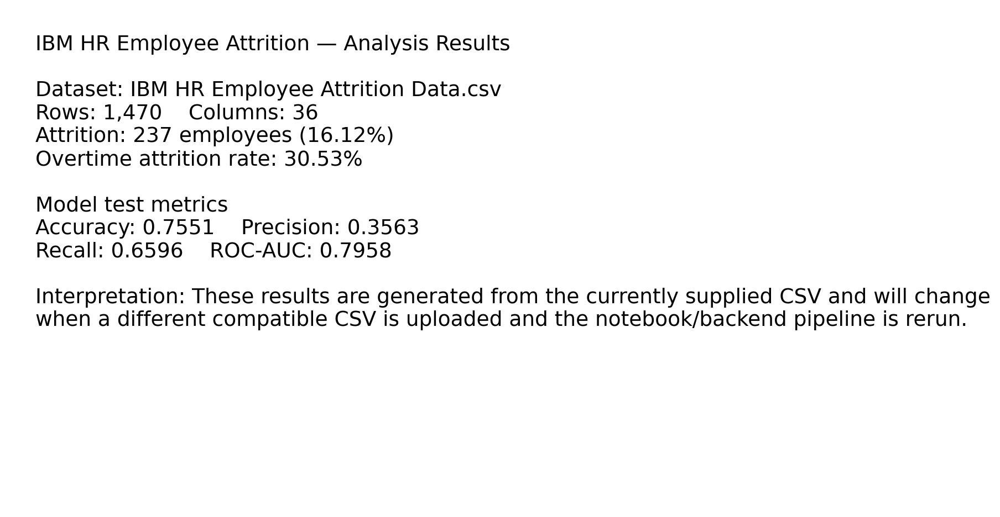 IBM HR Employee Attrition — Analysis Results
Dataset: IBM HR Employee Attrition Data.csv
Rows: 1,470    Columns: 36
Attrition: 237 employees (16.12%)
Overtime attrition rate: 30.53%
Model test metrics
Accuracy: 0.7551    Precision: 0.3563
Recall: 0.6596    ROC-AUC: 0.7958
Interpretation: These results are generated from the currently supplied CSV and will change
when a different compatible CSV is uploaded and the notebook/backend pipeline is rerun.